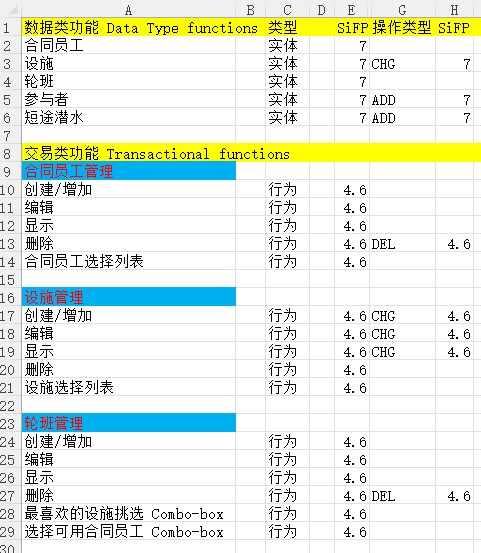 A B C D E F G H
1 数据类功能 Data Type functions 类型 SiFP 操作类型 SiFP
2 合同员工 实体 7
3 设施 实体 7 CHG 7
4 轮班 实体 7
5 参与者 实体 7 ADD 7
6 短途潜水 实体 7 ADD 7
7
8 交易类功能 Transactional functions
9 合同员工管理
10 创建/增加 行为 4.6
11 编辑 行为 4.6
12 显示 行为 4.6
13 删除 行为 4.6 DEL 4.6
14 合同员工选择列表 行为 4.6
15
16 设施管理
17 创建/增加 行为 4.6 CHG 4.6
18 编辑 行为 4.6 CHG 4.6
19 显示 行为 4.6 CHG 4.6
20 删除 行为 4.6
21 设施选择列表 行为 4.6
22
23 轮班管理
24 创建/增加 行为 4.6
25 编辑 行为 4.6
26 显示 行为 4.6
27 删除 行为 4.6 DEL 4.6
28 最喜欢的设施挑选 Combo-box 行为 4.6
29 选择可用合同员工 Combo-box 行为 4.6
30